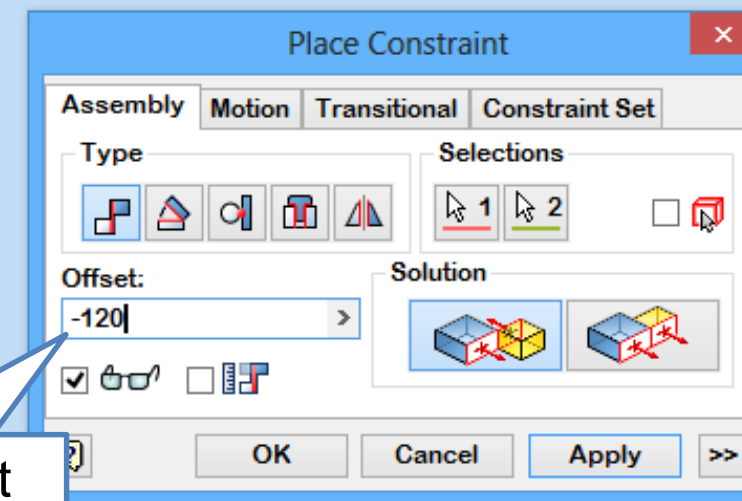 Place Constraint
Assembly Motion Transitional Constraint Set
Type
Selections
1 2
Offset:
Solution
-120
OK Cancel Apply >>